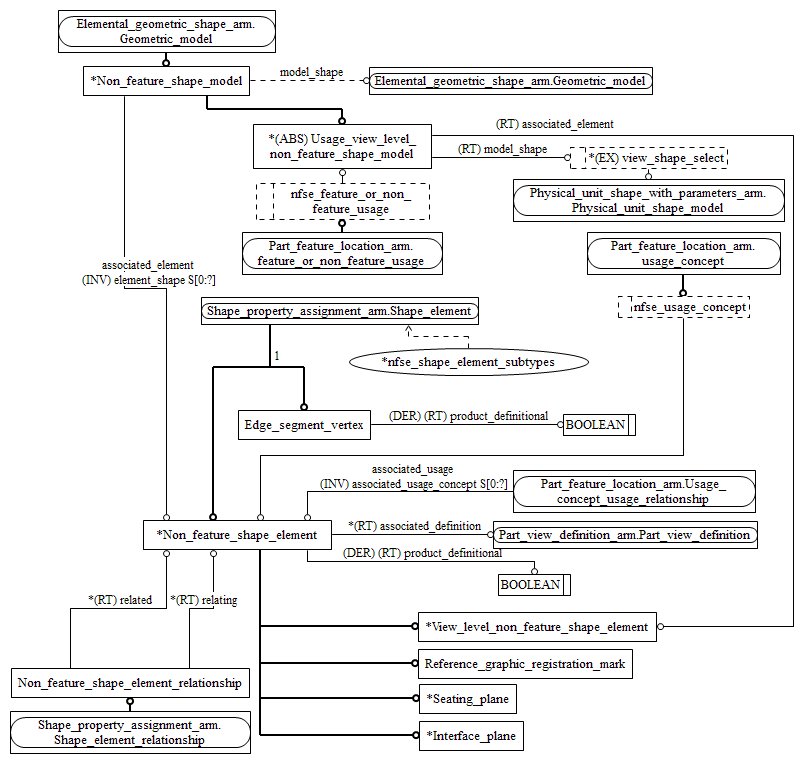 Elemental_geometric_shape_arm.
Geometric_model
*Non_feature_shape_model
model_shape
Elemental_geometric_shape_arm.Geometric_model
(RT) associated_element
*(ABS) Usage_view_level_
non_feature_shape_model
(RT) model_shape
*(EX) view_shape_select
nfse_feature_or_non_
feature_usage
Physical_unit_shape_with_parameters_arm.
Physical_unit_shape_model
Part_feature_location_arm.
feature_or_non_feature_usage
Part_feature_location_arm.
usage_concept
associated_element
(INV) element_shape S[0:?]
Shape_property_assignment_arm.Shape_element
nfse_usage_concept
1
*nfse_shape_element_subtypes
Edge_segment_vertex
(DER) (RT) product_definitional
BOOLEAN
associated_usage
(INV) associated_usage_concept S[0:?]
Part_feature_location_arm.Usage_
concept_usage_relationship
*Non_feature_shape_element
*(RT) associated_definition
Part_view_definition_arm.Part_view_definition
(DER) (RT) product_definitional
BOOLEAN
*(RT) related
*(RT) relating
*View_level_non_feature_shape_element
Reference_graphic_registration_mark
Non_feature_shape_element_relationship
*Seating_plane
Shape_property_assignment_arm.
Shape_element_relationship
*Interface_plane